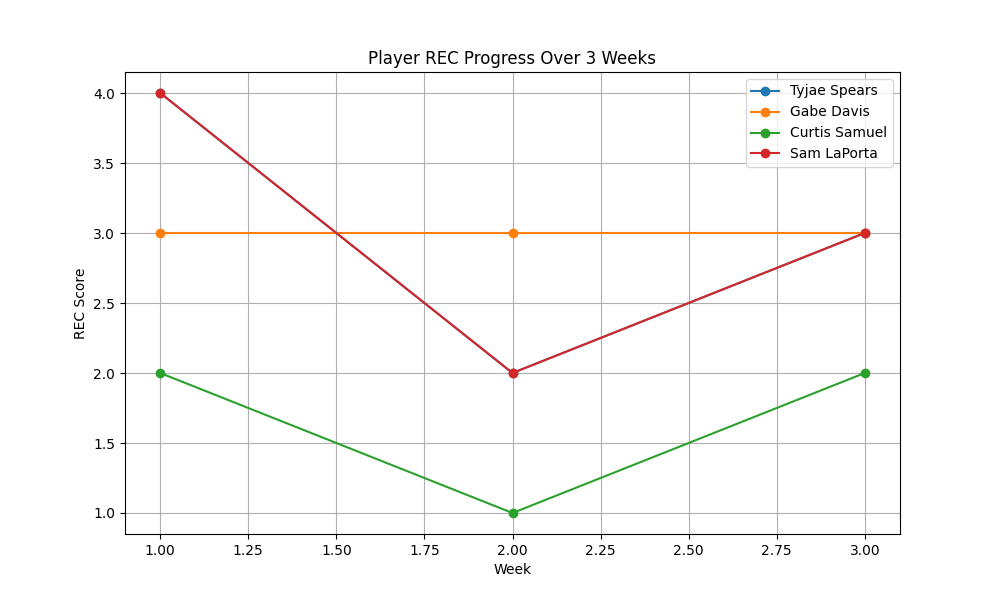 Player REC Progress Over 3 Weeks
Tyjae Spears
Gabe Davis
Curtis Samuel
Sam LaPorta
REC Score
4.0
3.5
3.0
2.5
2.0
1.5
1.0
1.00 1.25 1.50 1.75 2.00 2.25 2.50 2.75 3.00
Week